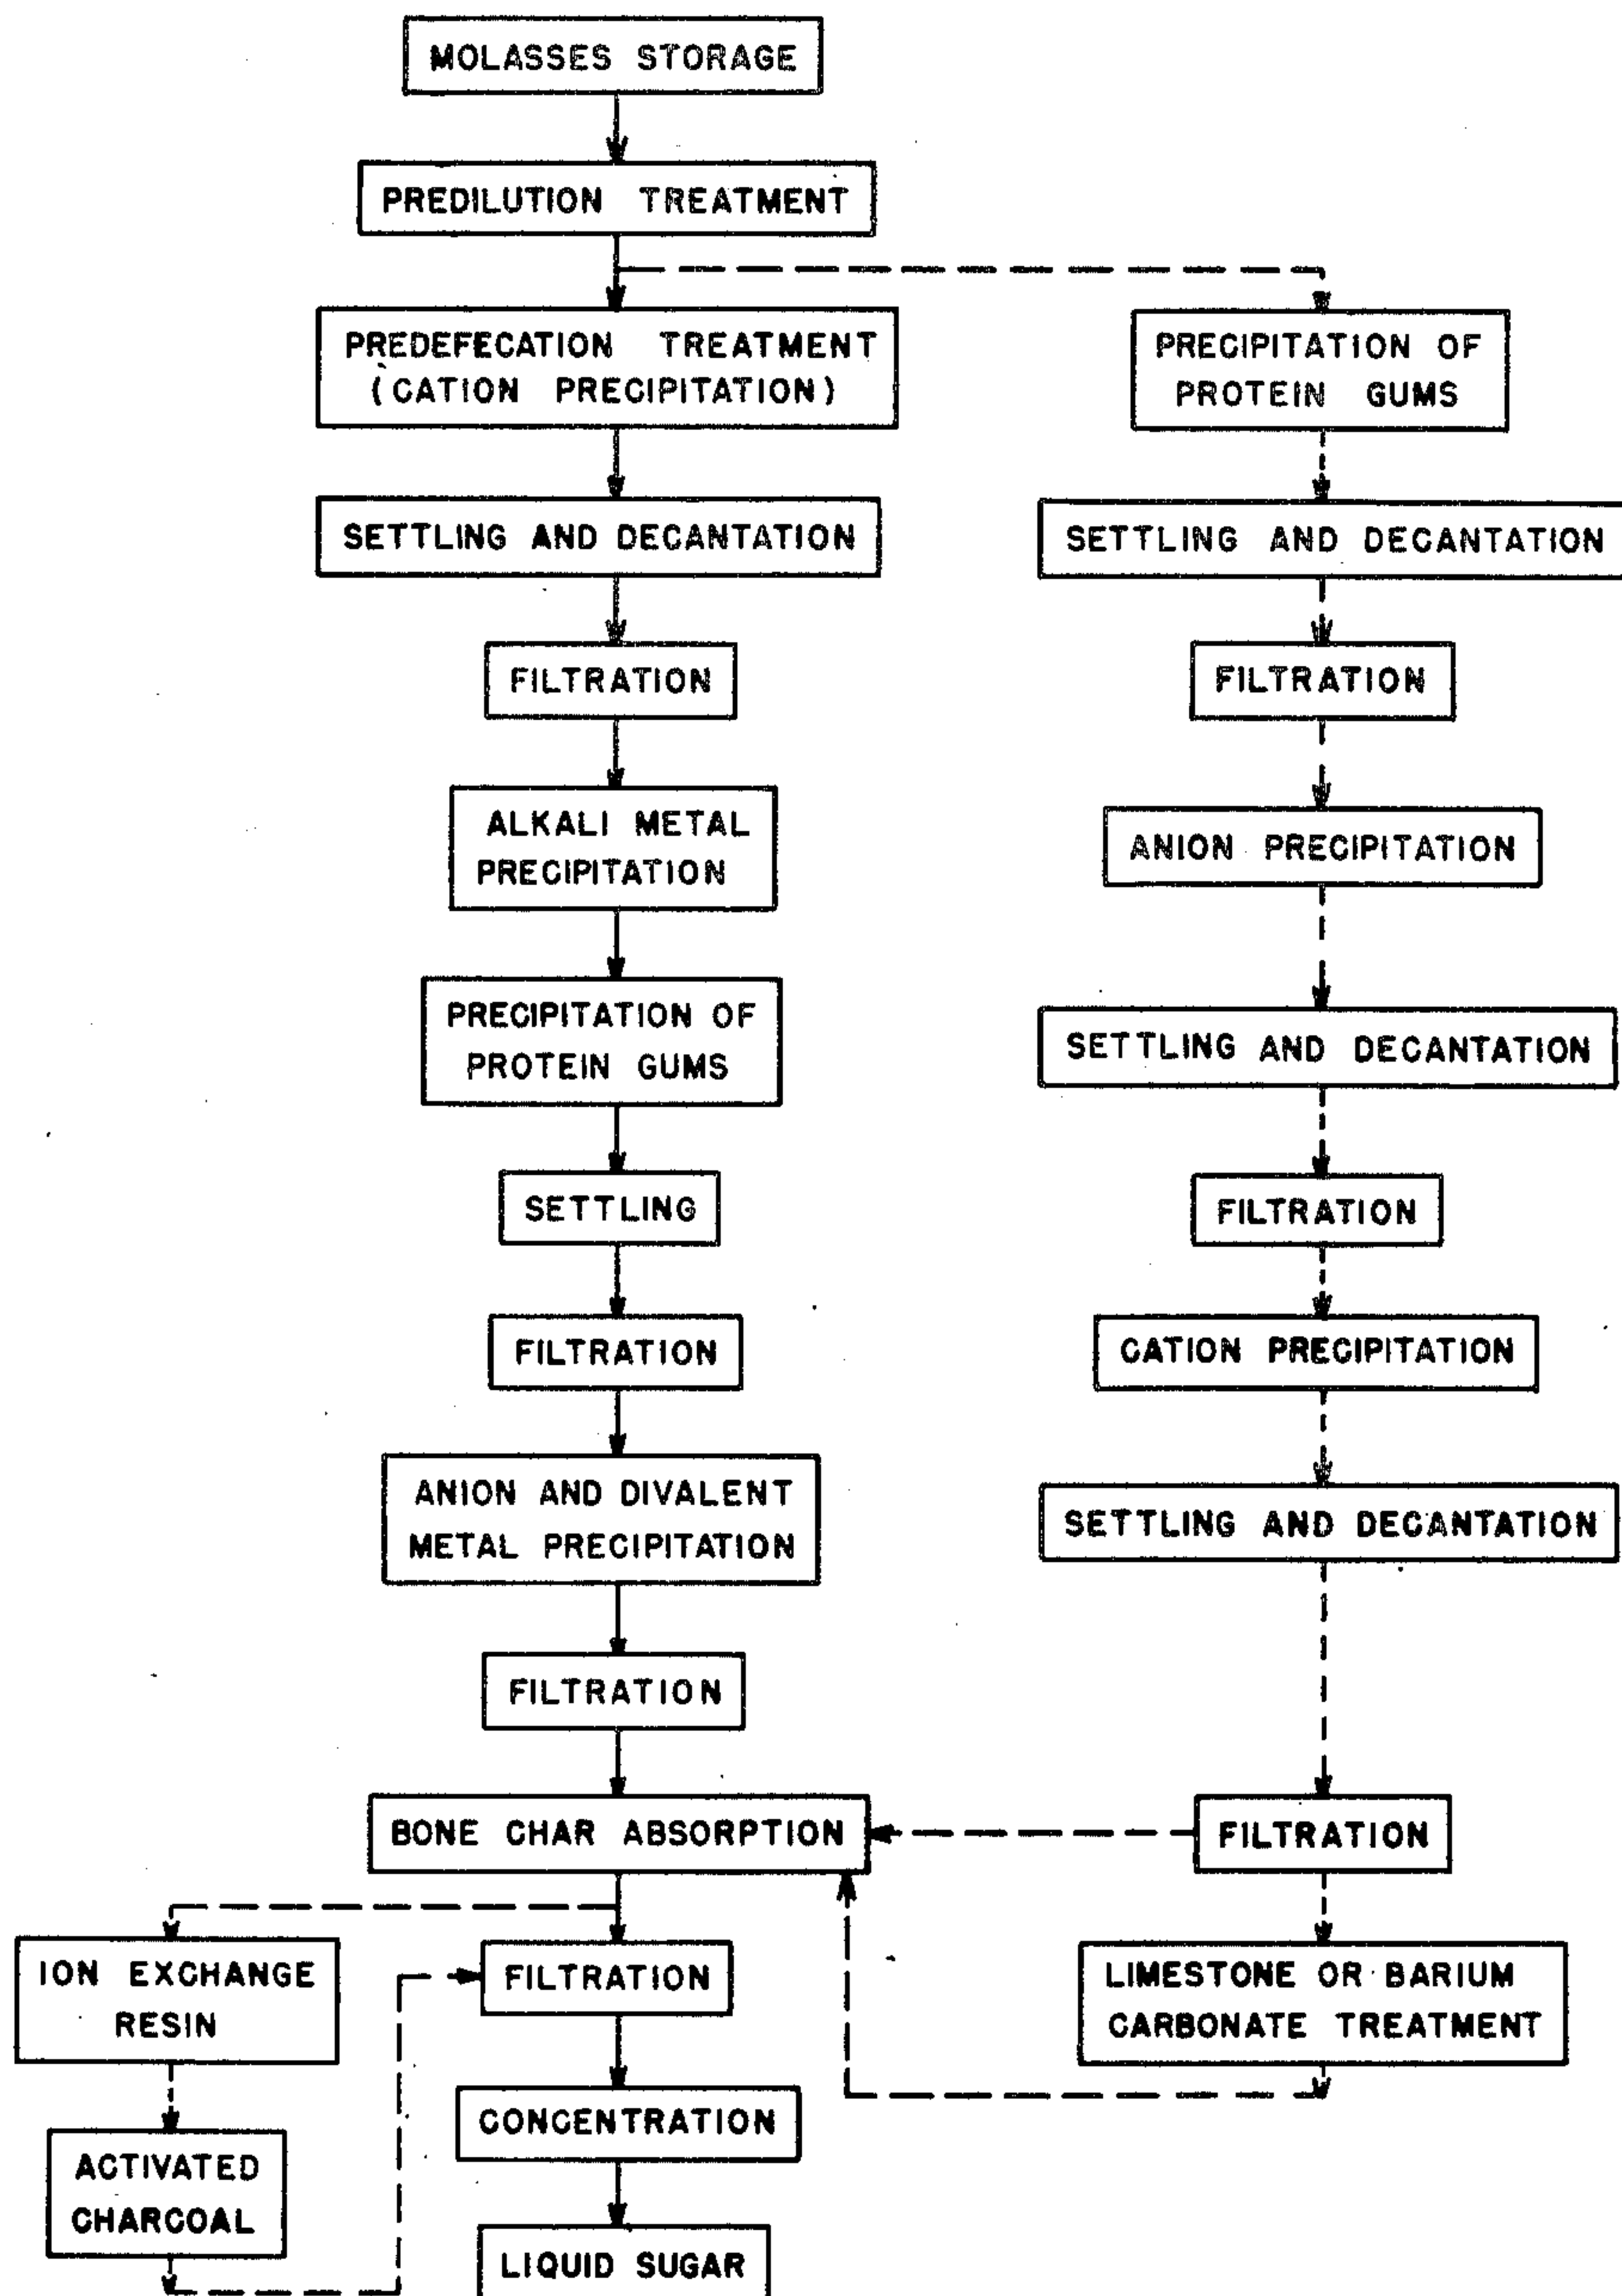 MOLASSES STORAGE
PREDILUTION TREATMENT
PREDEFECATION TREATMENT
(CATION PRECIPITATION)
SETTLING AND DECANTATION
FILTRATION
ALKALI METAL
PRECIPITATION
PRECIPITATION OF
PROTEIN GUMS
SETTLING
FILTRATION
ANION AND DIVALENT
METAL PRECIPITATION
FILTRATION
BONE CHAR ABSORPTION
FILTRATION
CONCENTRATION
LIQUID SUGAR
ION EXCHANGE
RESIN
ACTIVATED
CHARCOAL
PRECIPITATION OF
PROTEIN GUMS
SETTLING AND DECANTATION
FILTRATION
ANION PRECIPITATION
SETTLING AND DECANTATION
FILTRATION
CATION PRECIPITATION
SETTLING AND DECANTATION
FILTRATION
LIMESTONE OR BARIUM
CARBONATE TREATMENT